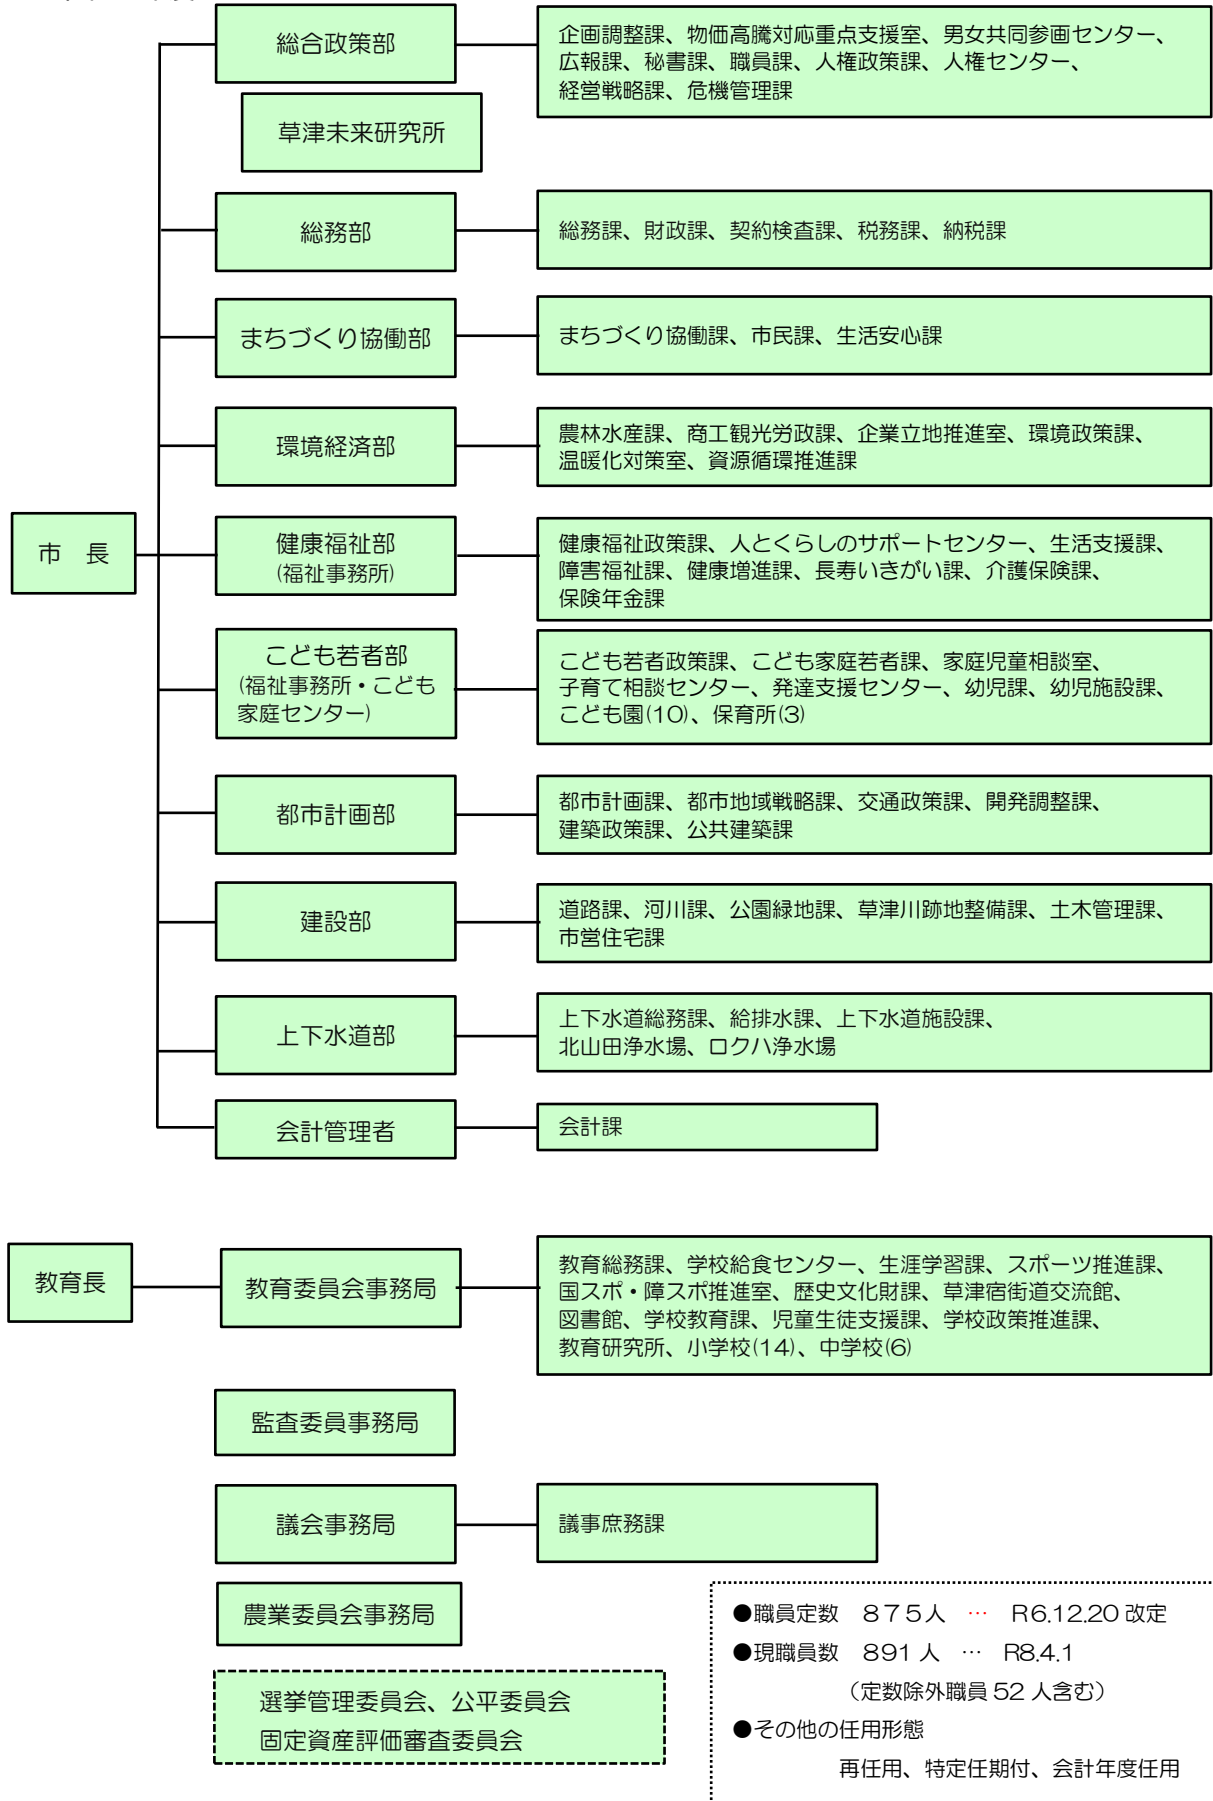 総合政策部
企画調整課、物価高騰対応重点支援室、男女共同参画センター、
広報課、秘書課、職員課、人権政策課、人権センター、
経営戦略課、危機管理課
草津未来研究所
総務部
総務課、財政課、契約検査課、税務課、納税課
まちづくり協働部
まちづくり協働課、市民課、生活安心課
環境経済部
農林水産課、商工観光労政課、企業立地推進室、環境政策課、
温暖化対策室、資源循環推進課
市　長
健康福祉部
(福祉事務所)
健康福祉政策課、人とくらしのサポートセンター、生活支援課、
障害福祉課、健康増進課、長寿いきがい課、介護保険課、
保険年金課
こども若者部
(福祉事務所・こども
家庭センター)
こども若者政策課、こども家庭若者課、家庭児童相談室、
子育て相談センター、発達支援センター、幼児課、幼児施設課、
こども園(10)、保育所(3)
都市計画部
都市計画課、都市地域戦略課、交通政策課、開発調整課、
建築政策課、公共建築課
建設部
道路課、河川課、公園緑地課、草津川跡地整備課、土木管理課、
市営住宅課
上下水道部
上下水道総務課、給排水課、上下水道施設課、
北山田浄水場、ロクハ浄水場
会計管理者
会計課
教育長
教育委員会事務局
教育総務課、学校給食センター、生涯学習課、スポーツ推進課、
国スポ・障スポ推進室、歴史文化財課、草津宿街道交流館、
図書館、学校教育課、児童生徒支援課、学校政策推進課、
教育研究所、小学校(14)、中学校(6)
監査委員事務局
議会事務局
議事庶務課
農業委員会事務局
選挙管理委員会、公平委員会
固定資産評価審査委員会
●職員定数　８７５人　…　R6.12.20 改定
●現職員数　891 人　…　R8.4.1
（定数除外職員 52 人含む）
●その他の任用形態
再任用、特定任期付、会計年度任用